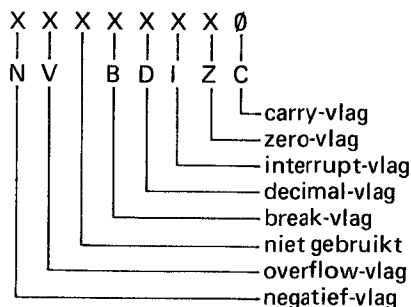 X X X X X X X Ø
N V B D I Z C
carry-vlag
zero-vlag
interrupt-vlag
decimal-vlag
break-vlag
niet gebruikt
overflow-vlag
negatief-vlag